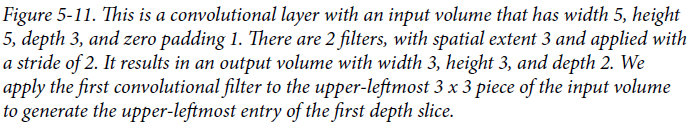 Figure 5-11. This is a convolutional layer with an input volume that has width 5, height
5, depth 3, and zero padding 1. There are 2 filters, with spatial extent 3 and applied with
a stride of 2. It results in an output volume with width 3, height 3, and depth 2. We
apply the first convolutional filter to the upper-leftmost 3 x 3 piece of the input volume
to generate the upper-leftmost entry of the first depth slice.